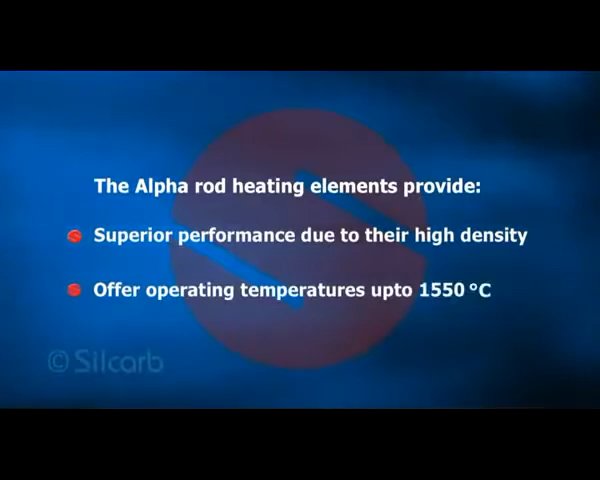 The Alpha rod heating elements provide:
Superior performance due to their high density
Offer operating temperatures upto 1550 °C
© Silcarb